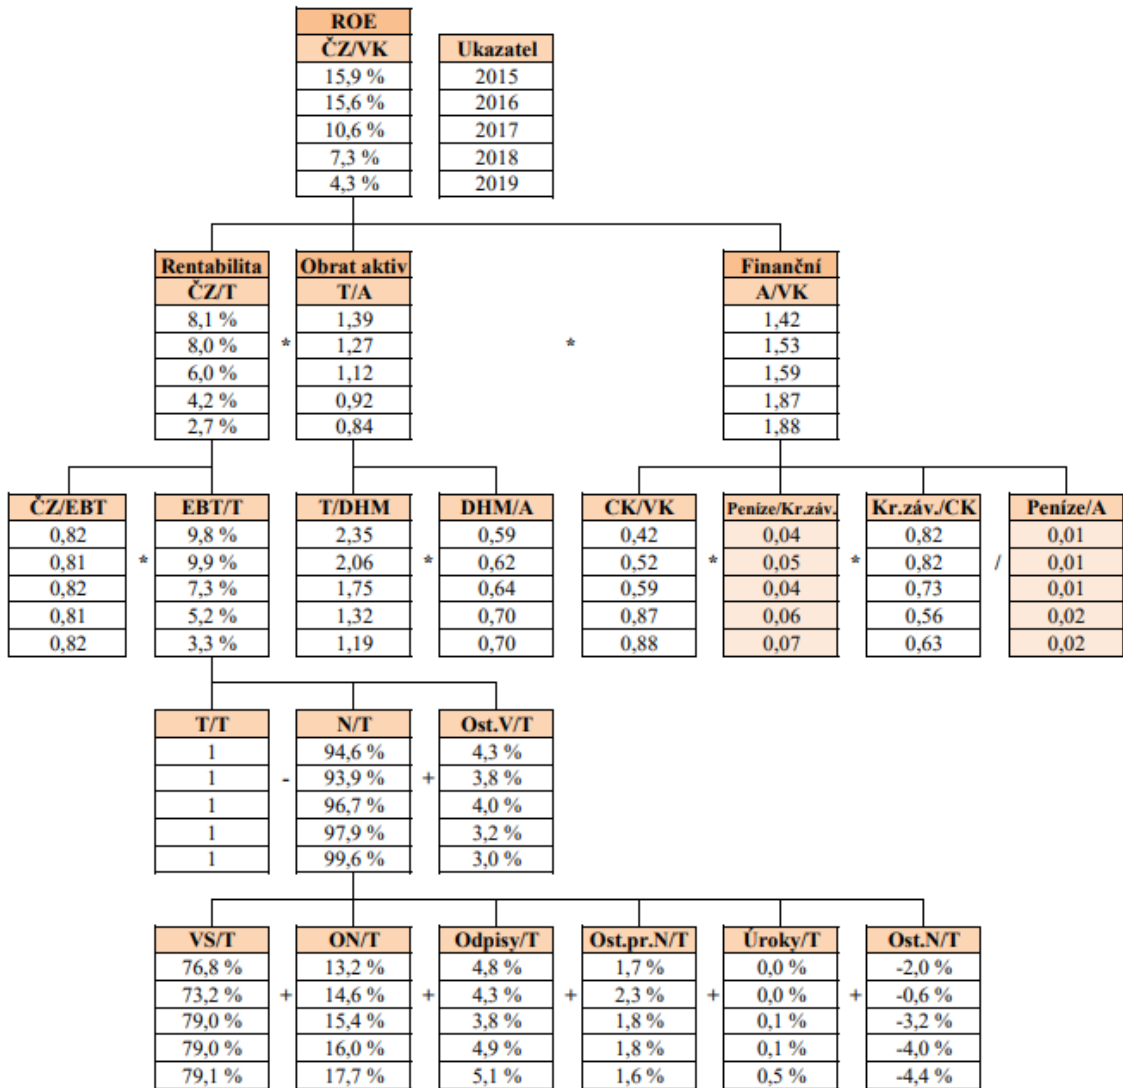 ROE
ČZ/VK Ukazatel
15,9 % 2015
15,6 % 2016
10,6 % 2017
7,3 % 2018
4,3 % 2019
Rentabilita Obrat aktiv Finanční
ČZ/T T/A A/VK
8,1 % 1,39 1,42
8,0 % * 1,27 * 1,53
6,0 % 1,12 1,59
4,2 % 0,92 1,87
2,7 % 0,84 1,88
ČZ/EBT EBT/T T/DHM DHM/A CK/VK Peníze/Kr.záv. Kr.záv./CK Peníze/A
0,82 9,8 % 2,35 0,59 0,42 0,04 0,82 0,01
0,81 * 9,9 % 2,06 * 0,62 0,52 * 0,05 * 0,82 / 0,01
0,82 7,3 % 1,75 0,64 0,59 0,04 0,73 0,01
0,81 5,2 % 1,32 0,70 0,87 0,06 0,56 0,02
0,82 3,3 % 1,19 0,70 0,88 0,07 0,63 0,02
T/T N/T Ost.V/T
1 94,6 % 4,3 %
1 - 93,9 % + 3,8 %
1 96,7 % 4,0 %
1 97,9 % 3,2 %
1 99,6 % 3,0 %
VS/T ON/T Odpisy/T Ost.pr.N/T Úroky/T Ost.N/T
76,8 % 13,2 % 4,8 % 1,7 % 0,0 % -2,0 %
73,2 % + 14,6 % + 4,3 % + 2,3 % + 0,0 % + -0,6 %
79,0 % 15,4 % 3,8 % 1,8 % 0,1 % -3,2 %
79,0 % 16,0 % 4,9 % 1,8 % 0,1 % -4,0 %
79,1 % 17,7 % 5,1 % 1,6 % 0,5 % -4,4 %